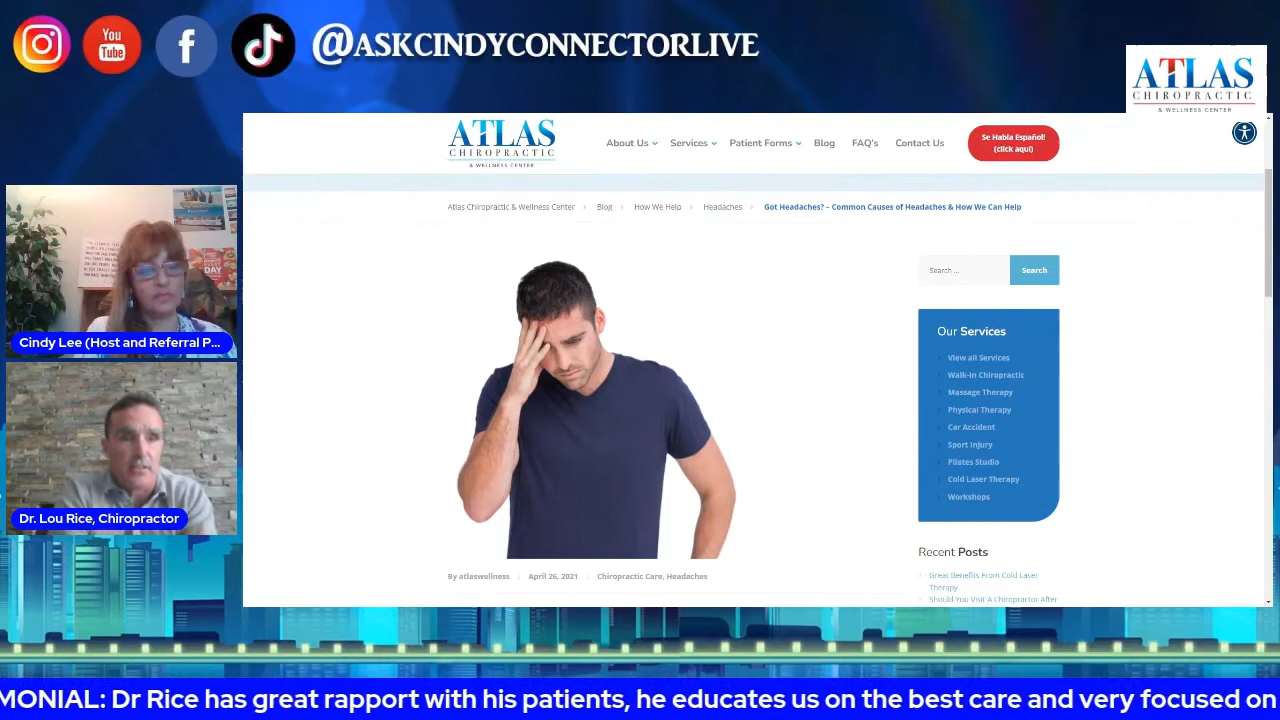 You
Tube
@ASKCINDYCONNECTORLIVE
ATLAS
CHIROPRACTIC
& WELLNESS CENTER
ATLAS
CHIROPRACTIC
& WELLNESS CENTER
About Us
Services
Patient Forms
Blog
FAQ's
Contact Us
Se Habla Español!
(click aqui)
Atlas Chiropractic & Wellness Center
Blog
How We Help
Headaches
Got Headaches? – Common Causes of Headaches & How We Can Help
Search ...
Search
Our Services
View all Services
Walk-in Chiropractic
Massage Therapy
Physical Therapy
Car Accident
Sport Injury
Pilates Studio
Cold Laser Therapy
Workshops
Recent Posts
Great Benefits From Cold Laser
Therapy
Should You Visit A Chiropractor After
By atlaswellness / April 26, 2021 / Chiropractic Care, Headaches
Cindy Lee (Host and Referral P...
Dr. Lou Rice, Chiropractor
MONIAL: Dr Rice has great rapport with his patients, he educates us on the best care and very focused on